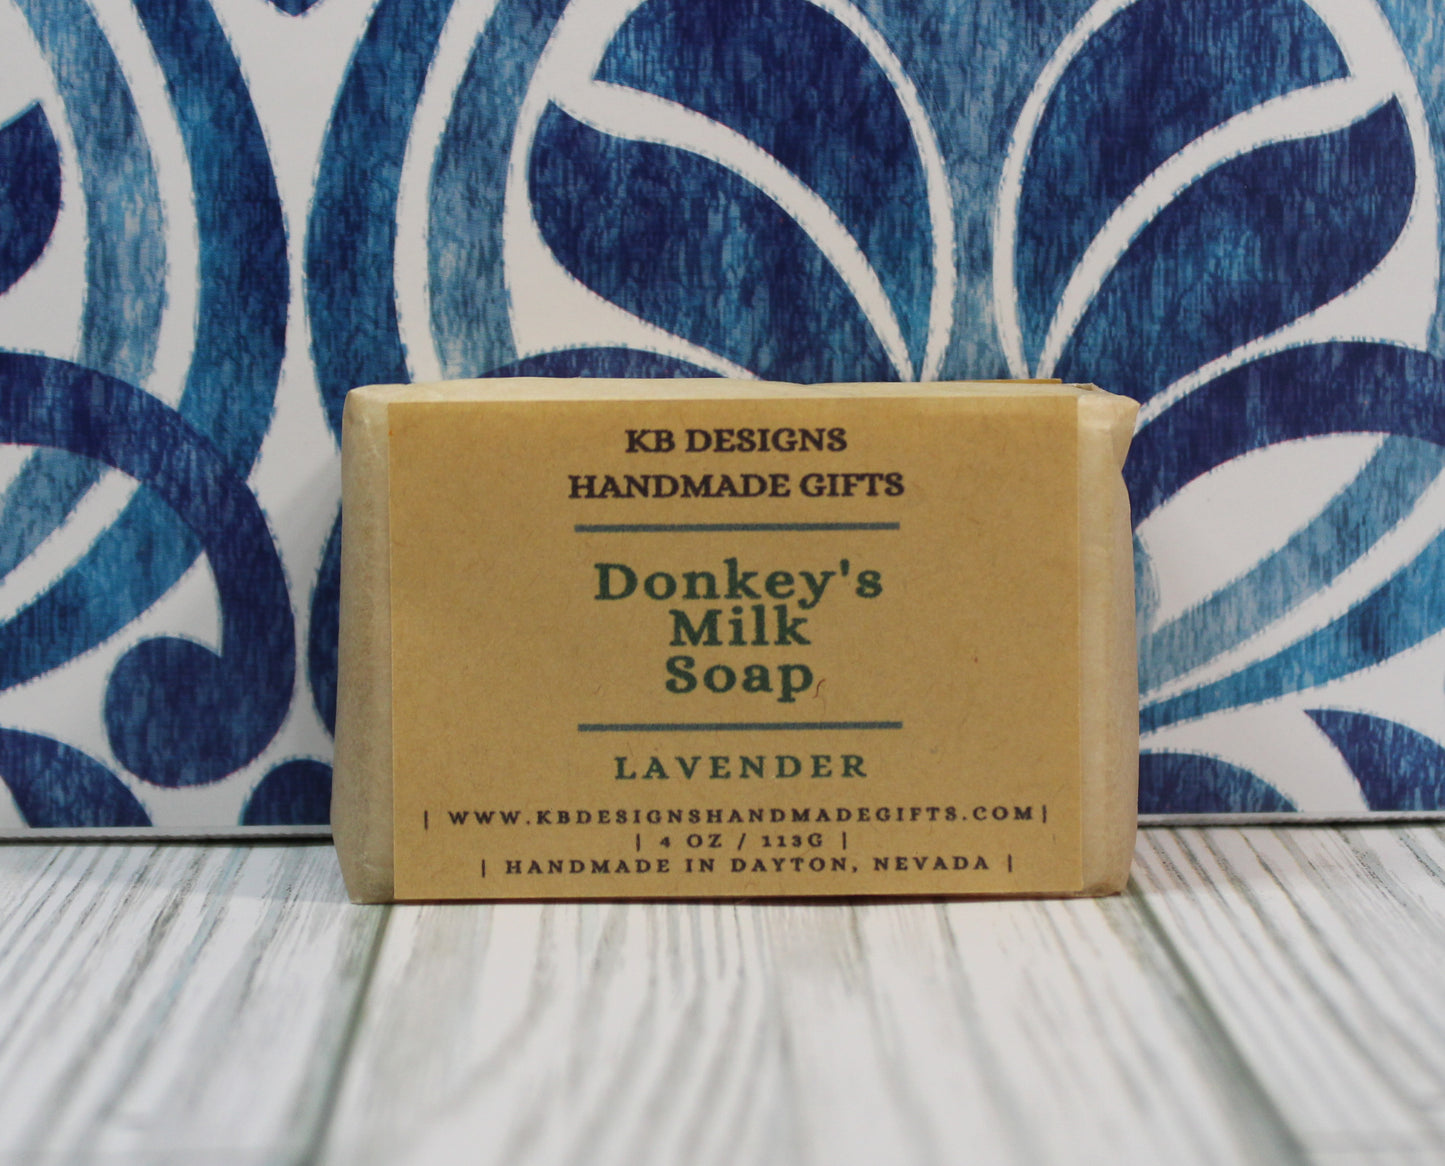 KB DESIGNS
HANDMADE GIFTS
Donkey's
Milk
Soap
LAVENDER
| WWW.KBDESIGNSHANDMADEGIFTS.COM|
| 4 OZ / 113G |
| HANDMADE IN DAYTON, NEVADA |